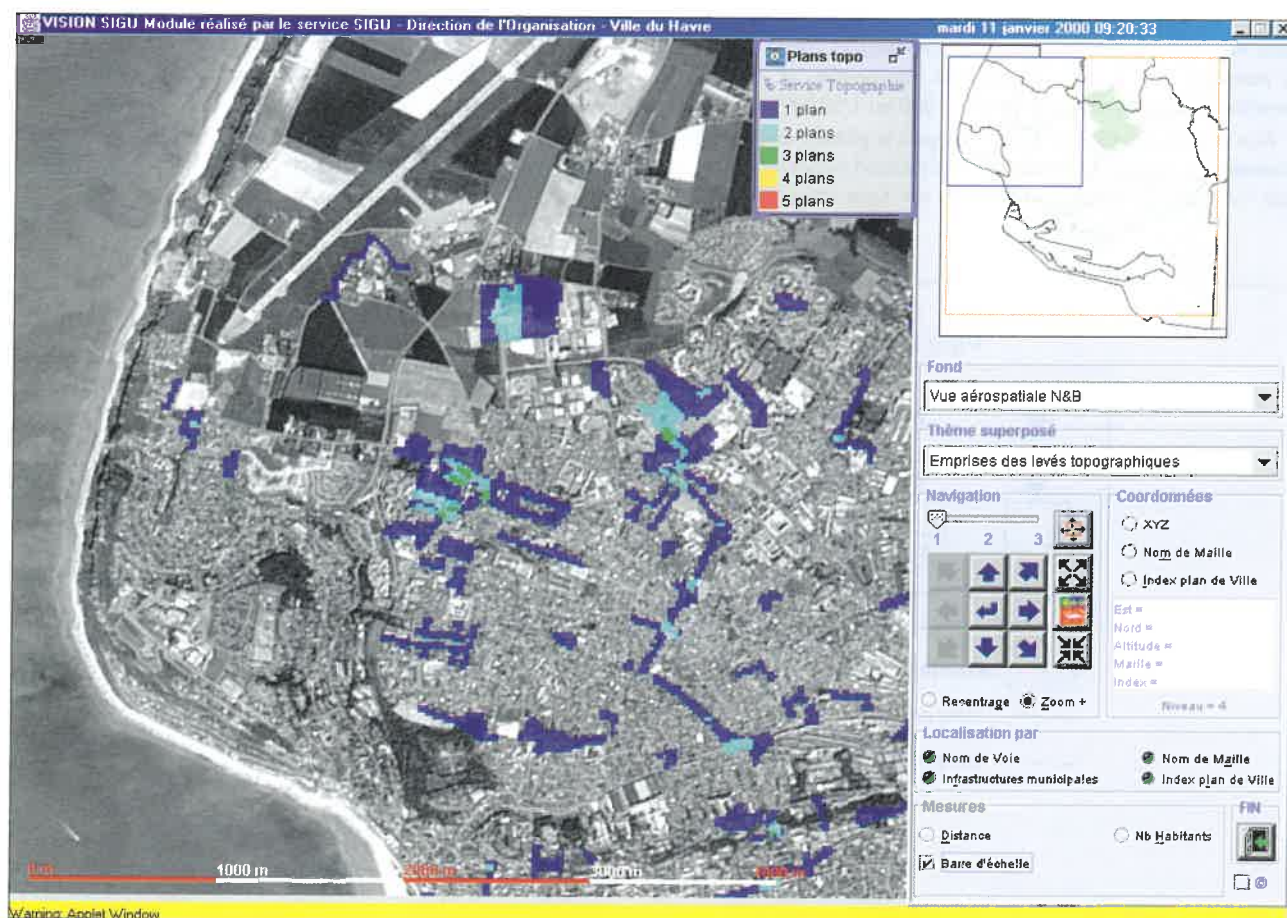 VISION SIGU Module réalisé par le service SIGU - Direction de l'Organisation - Ville du Havre
mardi 11 janvier 2000 09:20:33
Plans topo
Service Topographie
1 plan
2 plans
3 plans
4 plans
5 plans
Fond
Vue aérospatiale N&B
Thème superposé
Emprises des levés topographiques
Navigation
1 2 3
Recentrage
Zoom +
Coordonnées
XYZ
Nom de Maille
Index plan de Ville
Est =
Nord =
Altitude =
Maille =
Index =
Niveau = 4
Localisation par
Nom de Voie
Nom de Maille
Infrastructures municipales
Index plan de Ville
Mesures
Distance
Nb Habitants
Barre d'échelle
FIN
©
0 m 1000 m 2000 m 3000 m
Warning: Applet Window